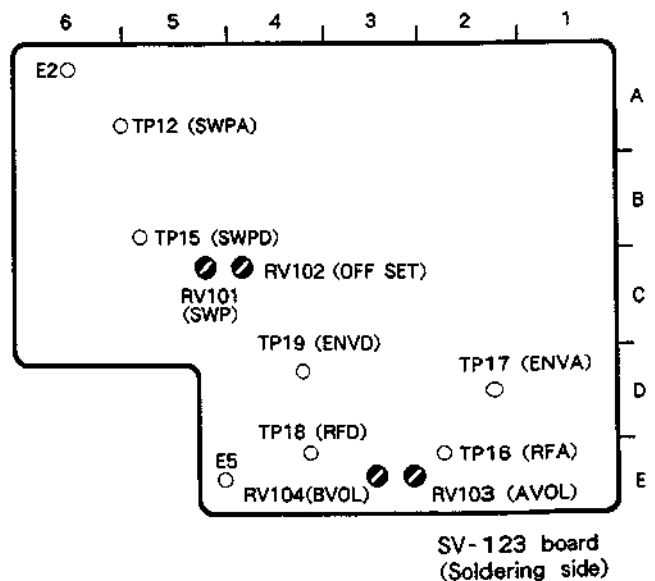 6 5 4 3 2 1
E2
A
TP12 (SWPA)
B
TP15 (SWPD)
RV102 (OFF SET)
RV101
(SWP)
C
TP19 (ENVD)
TP17 (ENVA)
D
TP18 (RFD)
E5
TP16 (RFA)
RV104(BVOL)
RV103 (AVOL)
E
SV-123 board
(Soldering side)